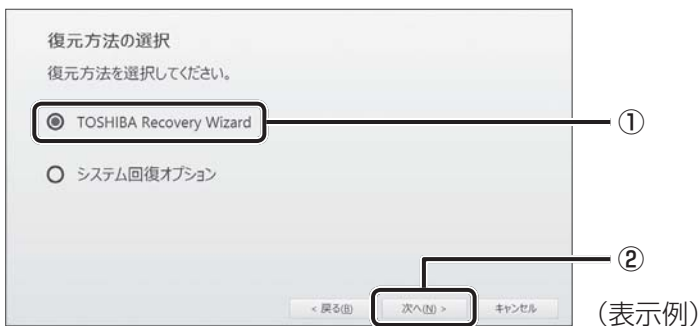 復元方法の選択
復元方法を選択してください。
TOSHIBA Recovery Wizard
①
システム回復オプション
②
< 戻る(B) 次へ(N) > キャンセル
（表示例）